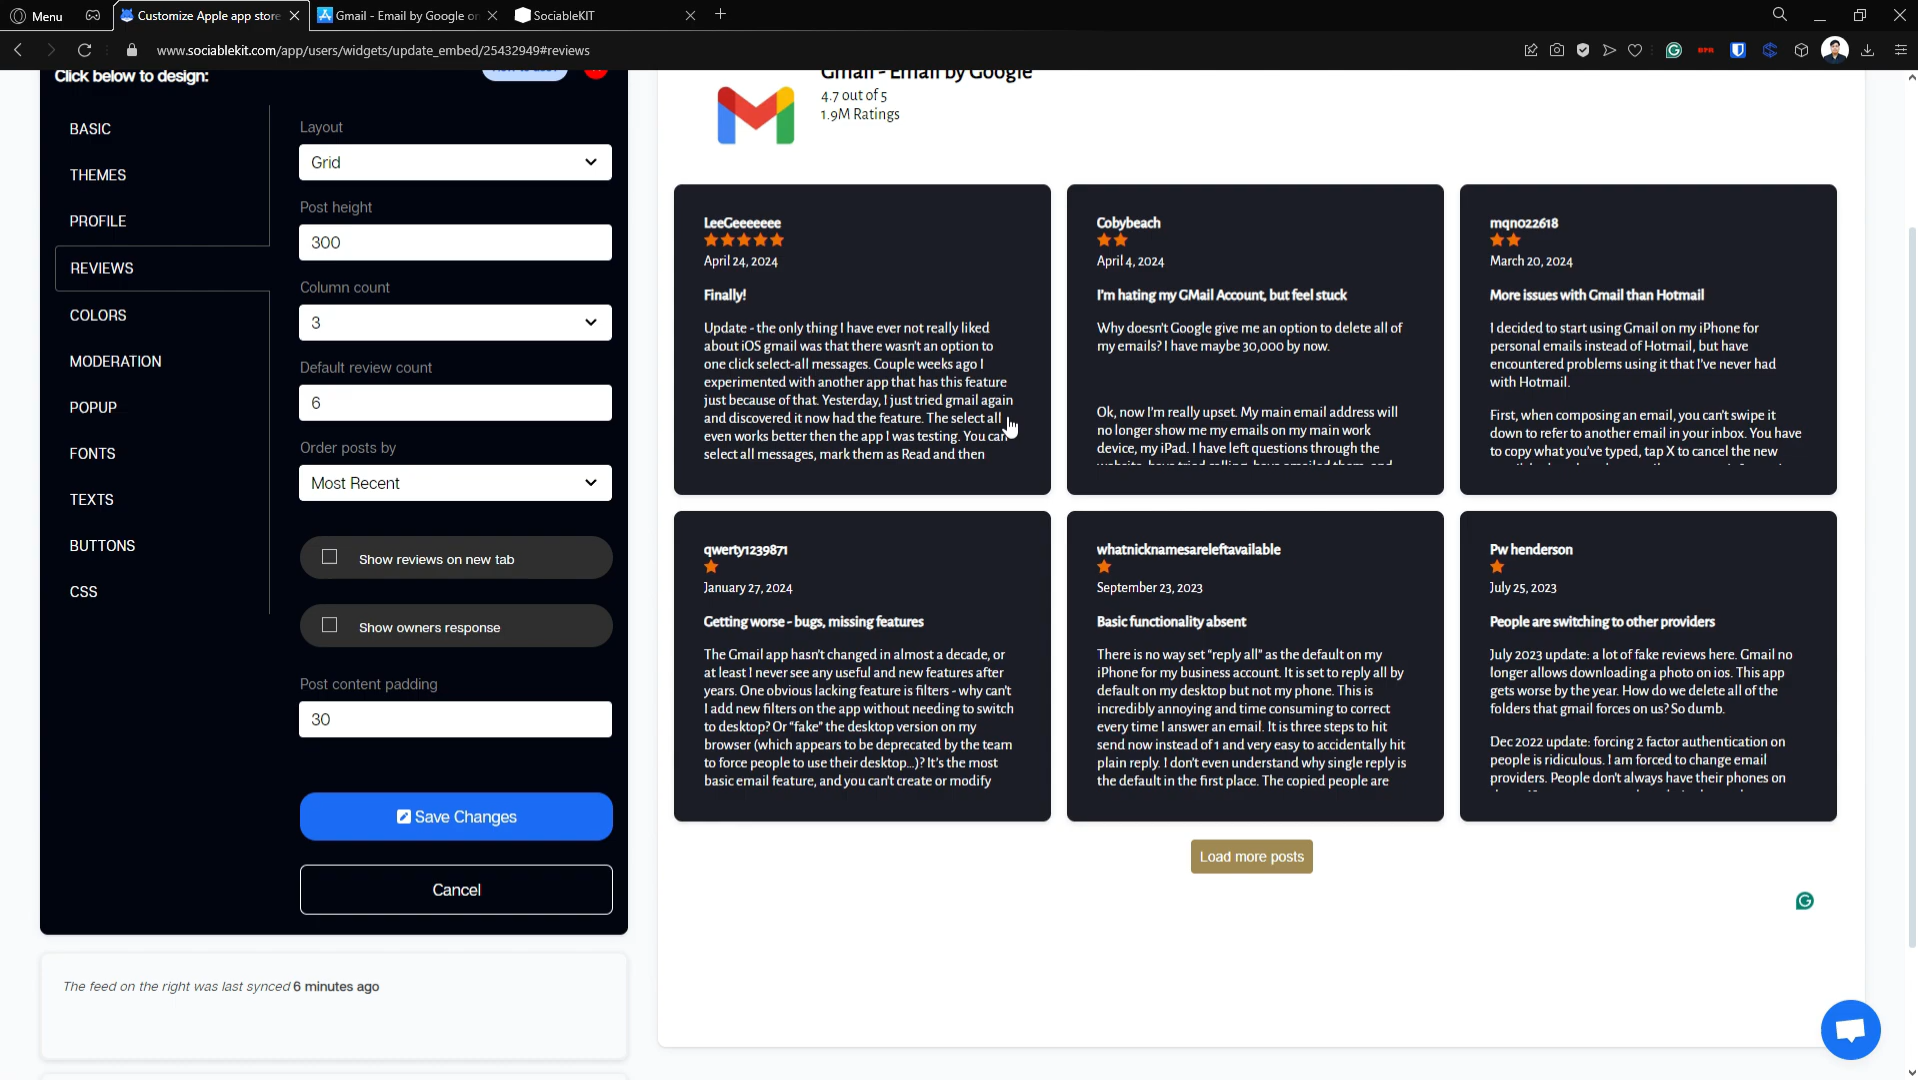 Menu
Customize Apple app store
Gmail - Email by Google on
SociableKIT
www.sociablekit.com/app/users/widgets/update_embed/25432949#reviews
Click below to design:
BASIC
THEMES
PROFILE
REVIEWS
COLORS
MODERATION
POPUP
FONTS
TEXTS
BUTTONS
CSS
Layout
Grid
Post height
300
Column count
3
Default review count
6
Order posts by
Most Recent
Show reviews on new tab
Show owners response
Post content padding
30
Save Changes
Cancel
The feed on the right was last synced 6 minutes ago
Gmail - Email by Google
4.7 out of 5
1.9M Ratings
LeeGeeeeeee
April 24, 2024
Finally!
Update - the only thing I have ever not really liked
about iOS gmail was that there wasn't an option to
one click select-all messages. Couple weeks ago I
experimented with another app that has this feature
just because of that. Yesterday, I just tried gmail again
and discovered it now had the feature. The select all
even works better then the app I was testing. You can
select all messages, mark them as Read and then
Cobybeach
April 4, 2024
I'm hating my GMail Account, but feel stuck
Why doesn't Google give me an option to delete all of
my emails? I have maybe 30,000 by now.
Ok, now I'm really upset. My main email address will
no longer show me my emails on my main work
device, my iPad. I have left questions through the
mqn022618
March 20, 2024
More issues with Gmail than Hotmail
I decided to start using Gmail on my iPhone for
personal emails instead of Hotmail, but have
encountered problems using it that I've never had
with Hotmail.
First, when composing an email, you can't swipe it
down to refer to another email in your inbox. You have
to copy what you've typed, tap X to cancel the new
qwerty1239871
January 27, 2024
Getting worse - bugs, missing features
The Gmail app hasn't changed in almost a decade, or
at least I never see any useful and new features after
years. One obvious lacking feature is filters - why can't
I add new filters on the app without needing to switch
to desktop? Or “fake” the desktop version on my
browser (which appears to be deprecated by the team
to force people to use their desktop...)? It's the most
basic email feature, and you can't create or modify
whatnicknamesareleftavailable
September 23, 2023
Basic functionality absent
There is no way set “reply all” as the default on my
iPhone for my business account. It is set to reply all by
default on my desktop but not my phone. This is
incredibly annoying and time consuming to correct
every time I answer an email. It is three steps to hit
send now instead of 1 and very easy to accidentally hit
plain reply. I don't even understand why single reply is
the default in the first place. The copied people are
Pw henderson
July 25, 2023
People are switching to other providers
July 2023 update: a lot of fake reviews here. Gmail no
longer allows downloading a photo on ios. This app
gets worse by the year. How do we delete all of the
folders that gmail forces on us? So dumb.
Dec 2022 update: forcing 2 factor authentication on
people is ridiculous. I am forced to change email
providers. People don't always have their phones on
Load more posts